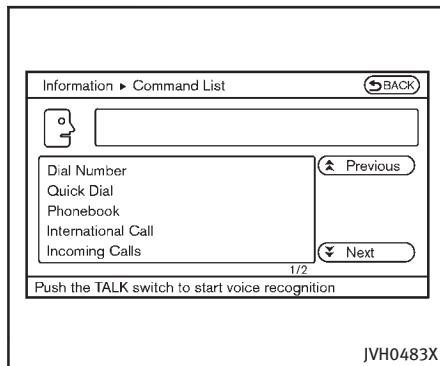 Information ▸ Command List
BACK
Dial Number
Quick Dial
Phonebook
International Call
Incoming Calls
Previous
Next
1/2
Push the TALK switch to start voice recognition
JVH0483X